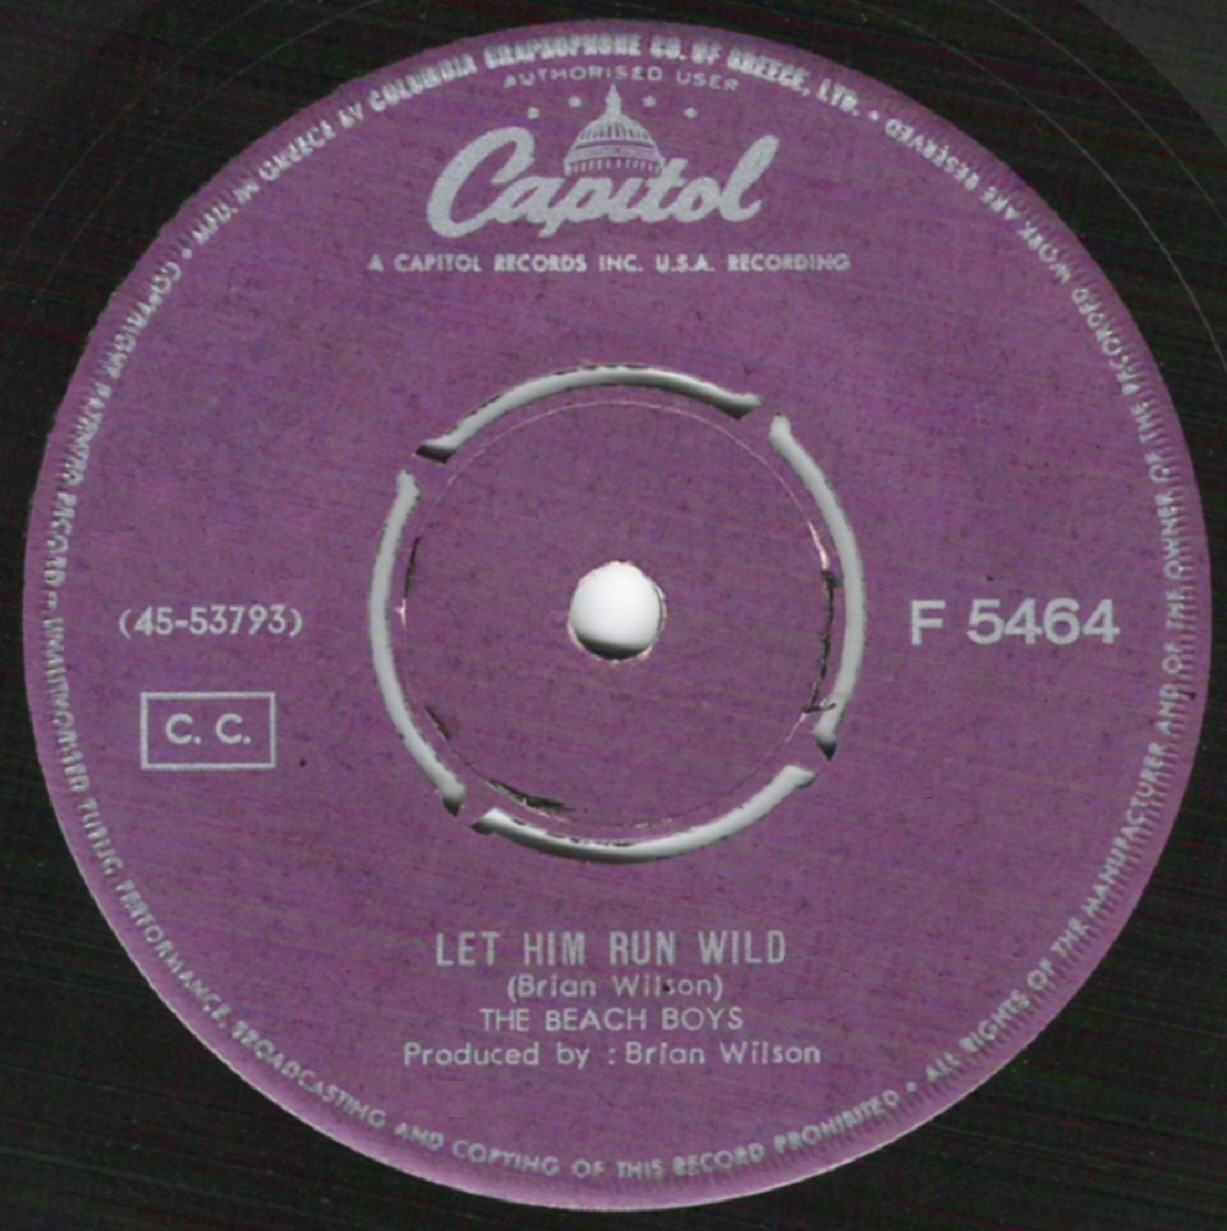 MFD. IN GREECE BY COLUMBIA GRAPHOPHONE CO. OF GREECE, LTD. •
AUTHORISED USER
Capitol
A CAPITOL RECORDS INC. U.S.A. RECORDING
(45-53793)
F 5464
C. C.
LET HIM RUN WILD
(Brian Wilson)
THE BEACH BOYS
Produced by : Brian Wilson
ALL RIGHTS OF THE MANUFACTURER AND OF THE OWNER OF THE RECORDED WORK ARE RESERVED •
UNAUTHORISED PUBLIC PERFORMANCE BROADCASTING AND COPYING OF THIS RECORD PROHIBITED •